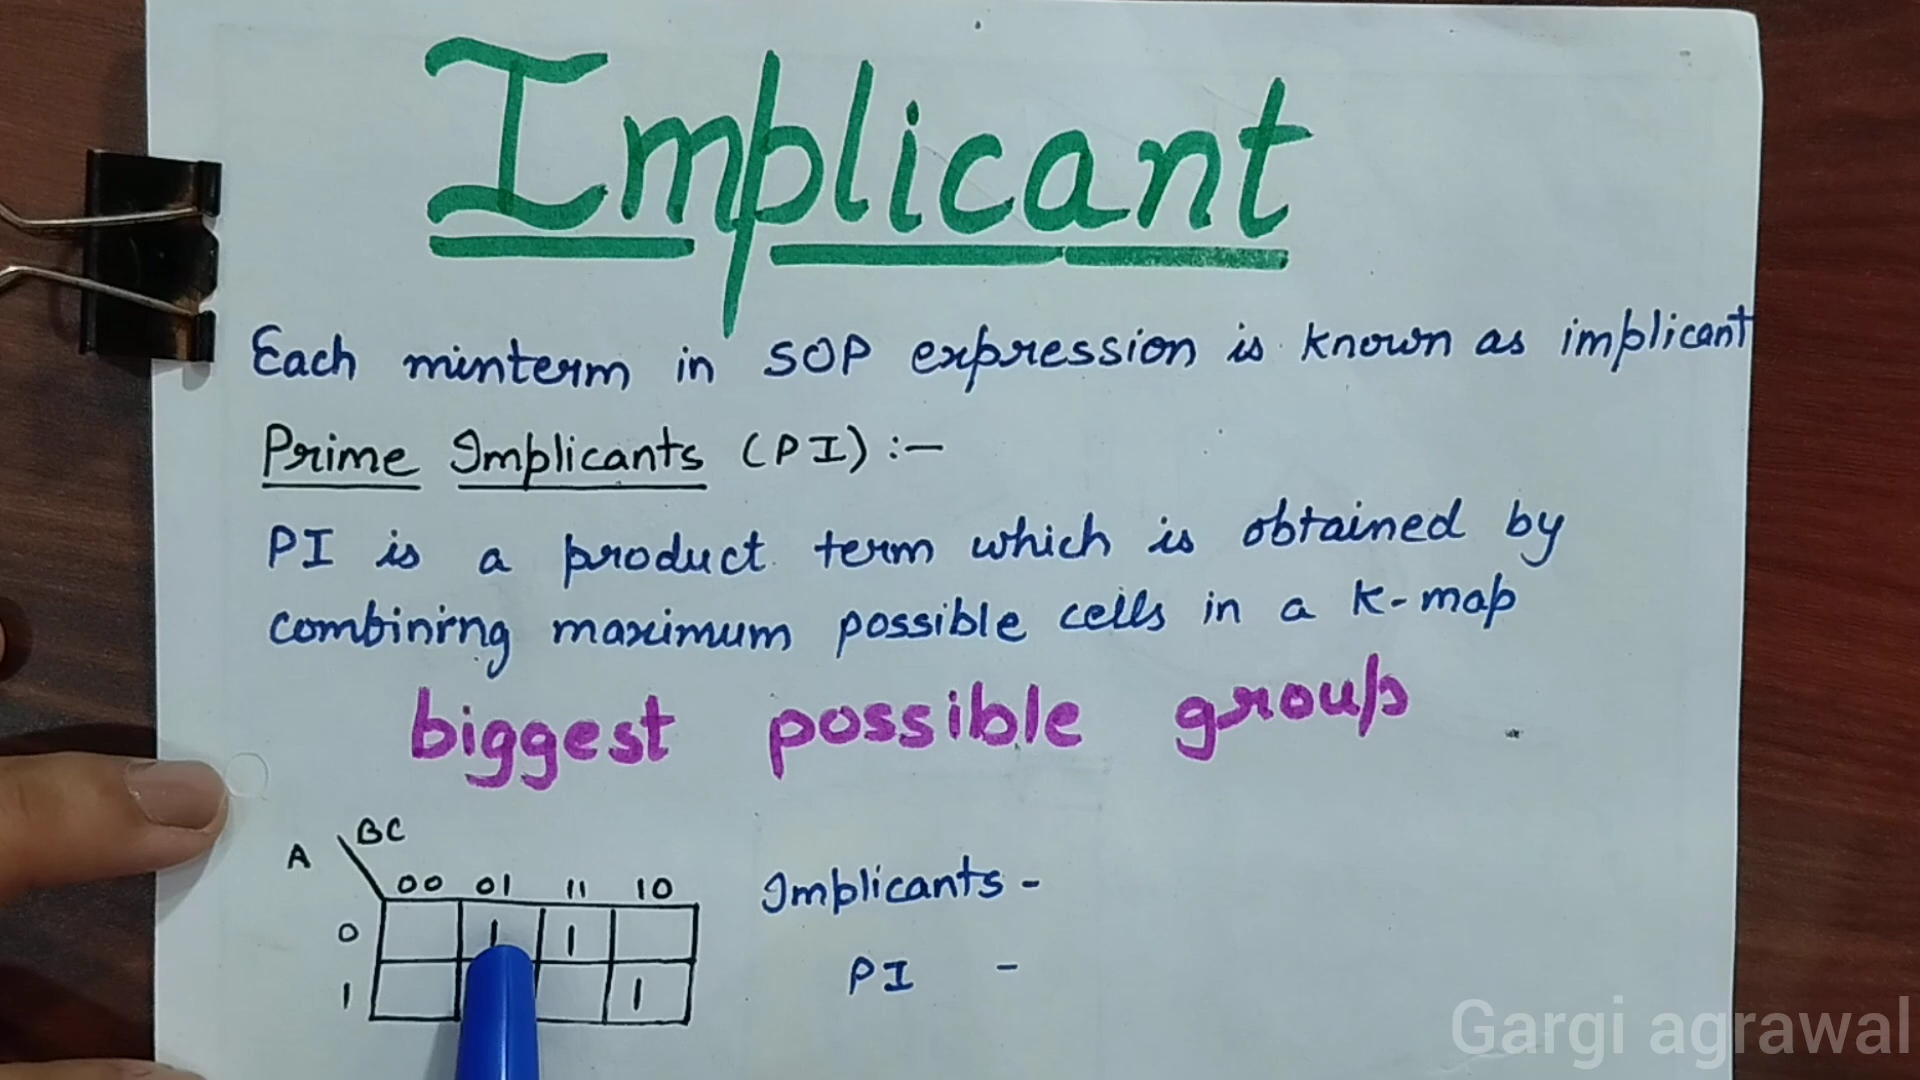 Implicant
Each minterm in SOP expression is known as implicant
Prime Implicants (PI) :-
PI is a product term which is obtained by
combining maximum possible cells in a K-map
biggest possible group
A BC
00 01 11 10
0 1 1
1 1
Implicants -
PI -
Gargi agrawal